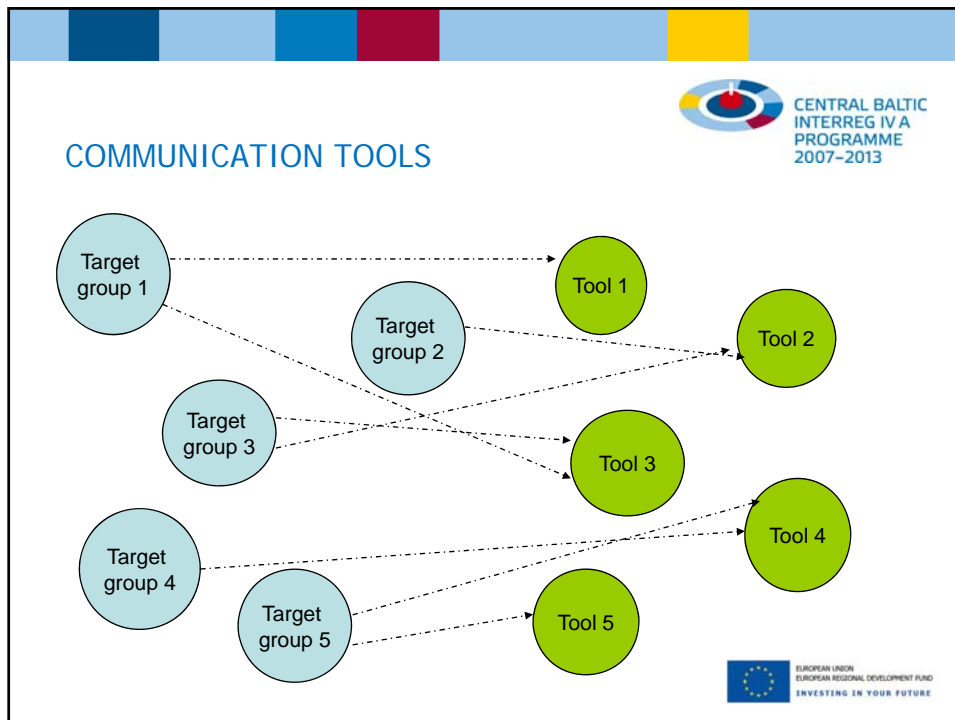 CENTRAL BALTIC
INTERREG IV A
PROGRAMME
2007–2013
COMMUNICATION TOOLS
Target
group 1
Tool 1
Target
group 2
Tool 2
Target
group 3
Tool 3
Target
group 4
Tool 4
Target
group 5
Tool 5
EUROPEAN UNION
EUROPEAN REGIONAL DEVELOPMENT FUND
INVESTING IN YOUR FUTURE